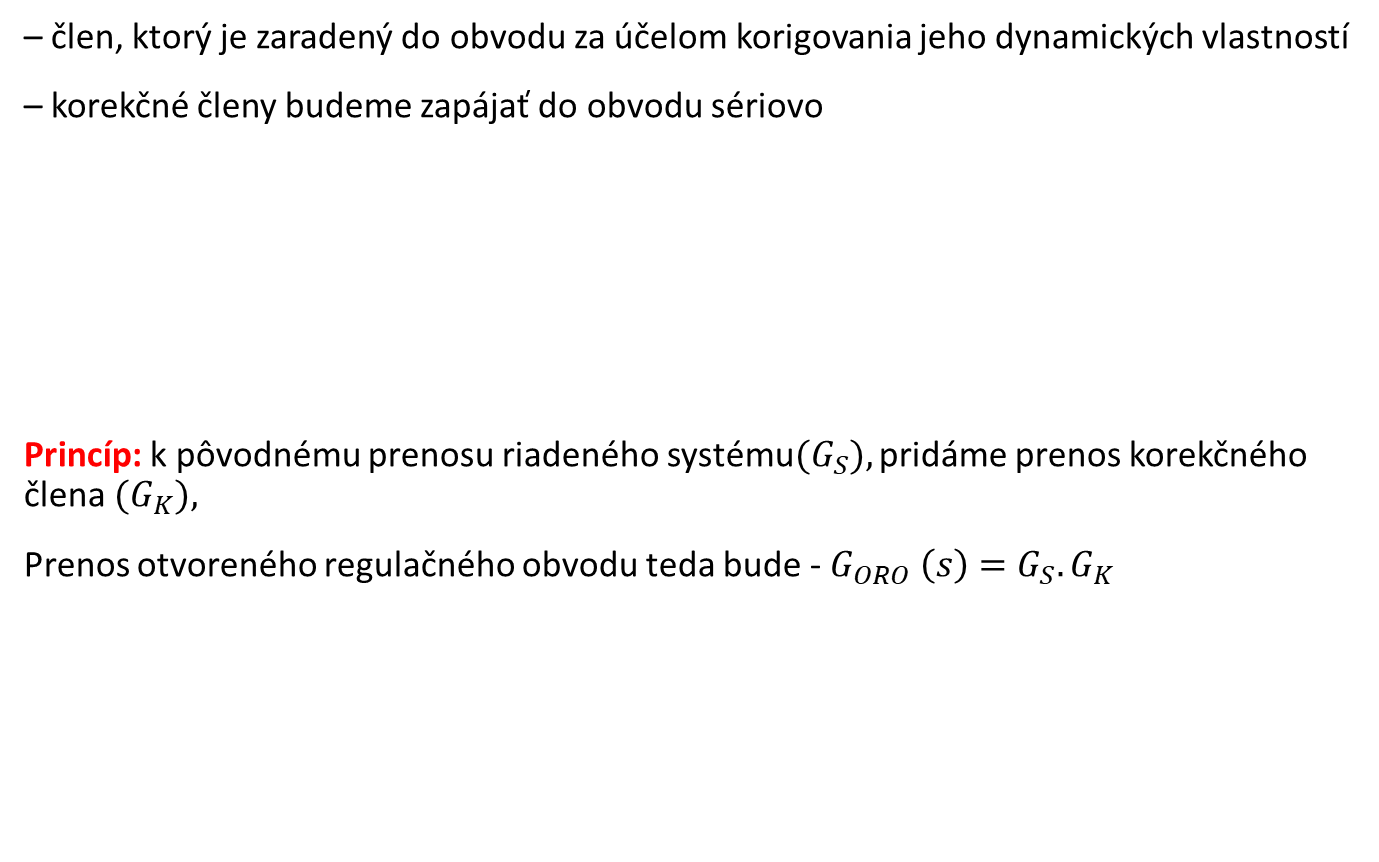 – člen, ktorý je zaradený do obvodu za účelom korigovania jeho dynamických vlastností
– korekčné členy budeme zapájať do obvodu sériovo
Princíp: k pôvodnému prenosu riadeného systému(G_S), pridáme prenos korekčného
člena (G_K),
Prenos otvoreného regulačného obvodu teda bude - G_ORO (s) = G_S. G_K